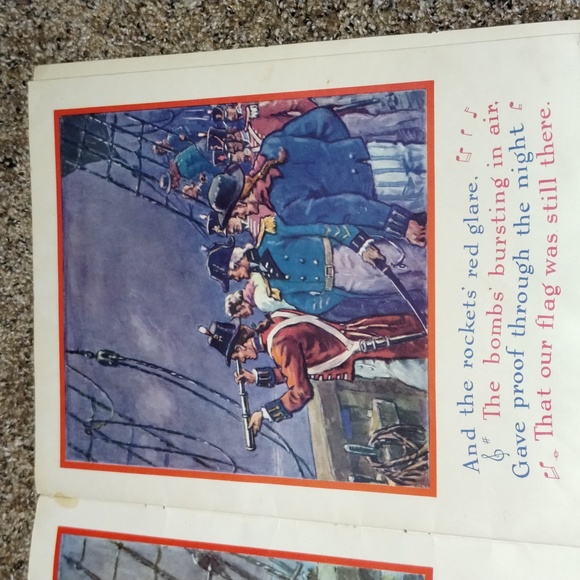 And the rockets' red glare,
The bombs' bursting in air,
Gave proof through the night
That our flag was still there.